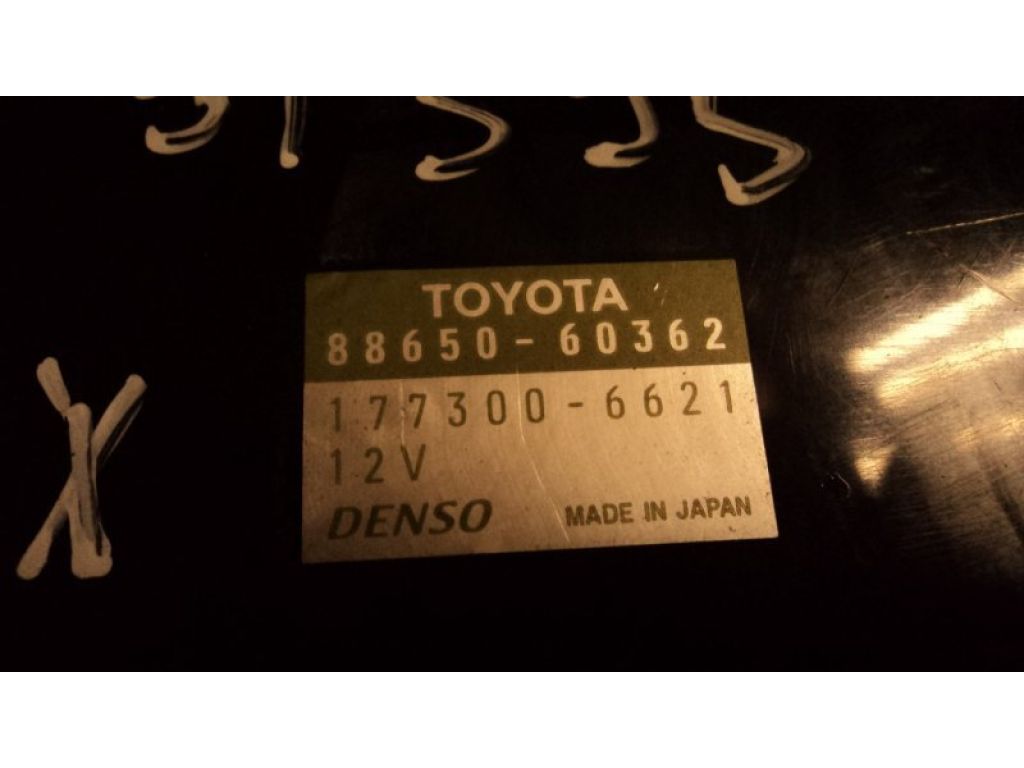 TOYOTA
88650-60362
177300-6621
12V
DENSO
MADE IN JAPAN
X